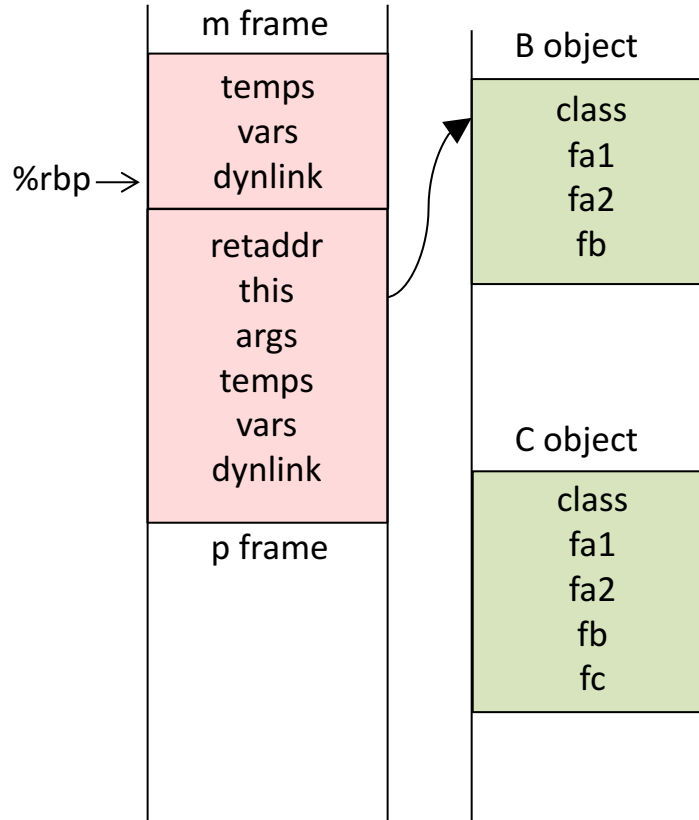 m frame
temps
vars
dynlink
%rbp
retaddr
this
args
temps
vars
dynlink
p frame
B object
class
fa1
fa2
fb
C object
class
fa1
fa2
fb
fc